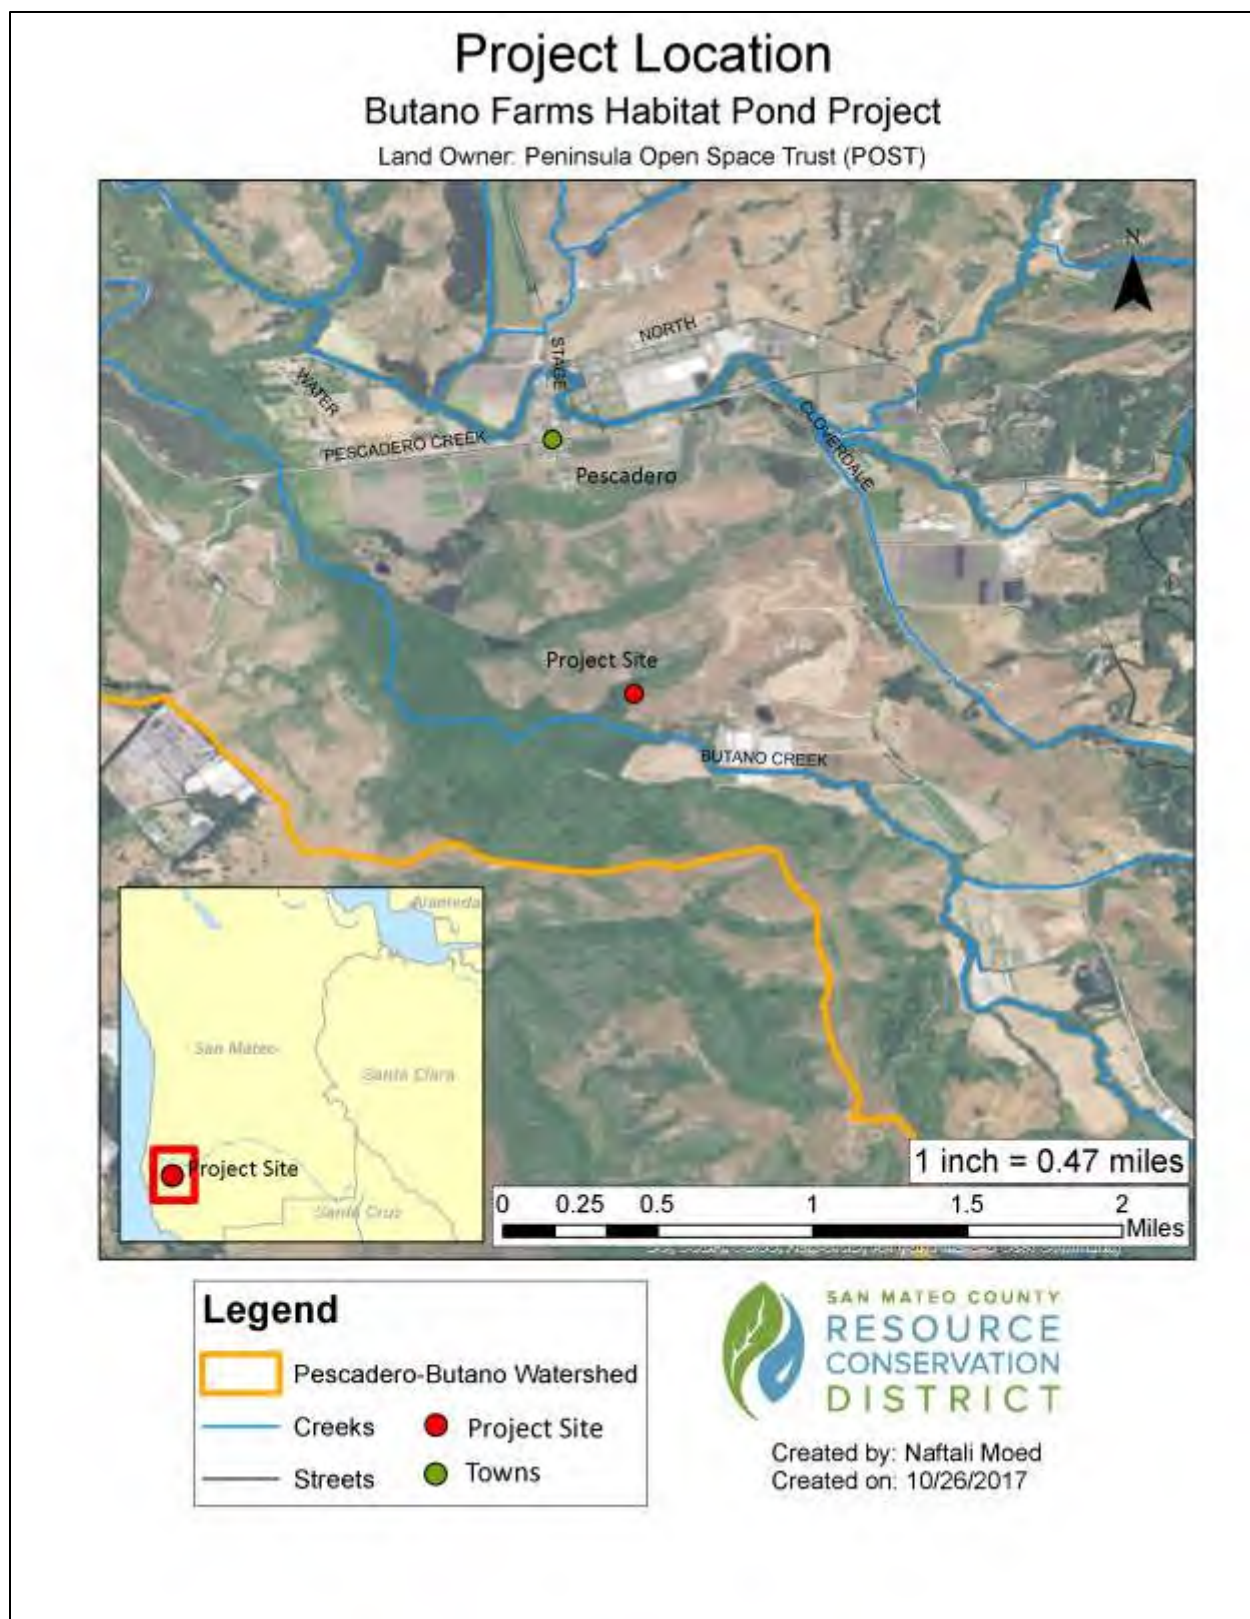 Project Location
Butano Farms Habitat Pond Project
Land Owner: Peninsula Open Space Trust (POST)
N
NORTH
STAGE
WATER
CLOVERDALE
PESCADERO CREEK
Pescadero
Project Site
BUTANO CREEK
Alameda
San Mateo
Santa Clara
Project Site
Santa Cruz
1 inch = 0.47 miles
0 0.25 0.5 1 1.5 2
Miles
Legend
Pescadero-Butano Watershed
Creeks
Project Site
Streets
Towns
SAN MATEO COUNTY
RESOURCE
CONSERVATION
DISTRICT
Created by: Naftali Moed
Created on: 10/26/2017